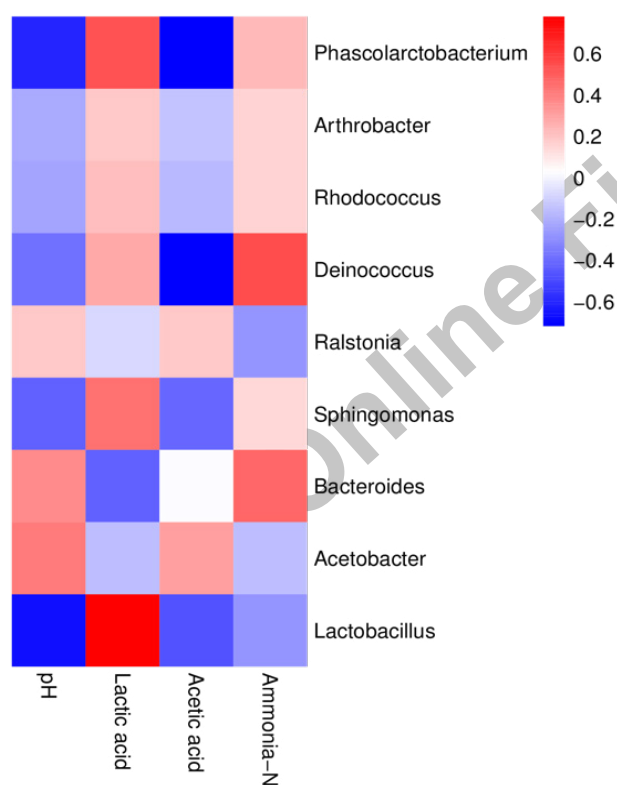 Phascolarctobacterium
Arthrobacter
Rhodococcus
Deinococcus
Ralstonia
Sphingomonas
Bacteroides
Acetobacter
Lactobacillus
0.6
0.4
0.2
0
−0.2
−0.4
−0.6
pH
Lactic acid
Acetic acid
Ammonia−N
Online Fi